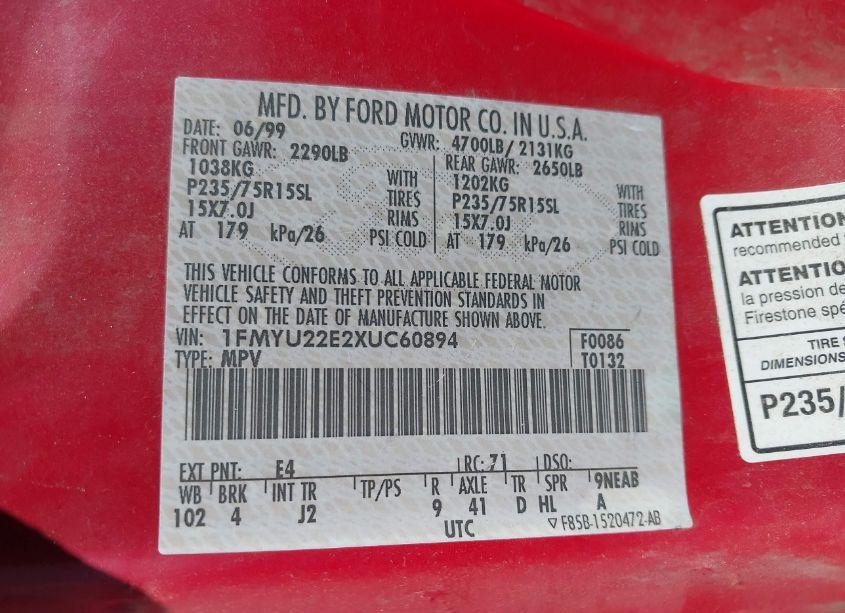 MFD. BY FORD MOTOR CO. IN U.S.A.
DATE: 06/99 GVWR: 4700LB/ 2131KG
FRONT GAWR: 2290LB REAR GAWR: 2650LB
1038KG WITH 1202KG WITH
P235/75R15SL TIRES P235/75R15SL TIRES
15X7.0J RIMS 15X7.0J RIMS
AT 179 kPa/26 PSI COLD AT 179 kPa/26 PSI COLD
THIS VEHICLE CONFORMS TO ALL APPLICABLE FEDERAL MOTOR
VEHICLE SAFETY AND THEFT PREVENTION STANDARDS IN
EFFECT ON THE DATE OF MANUFACTURE SHOWN ABOVE.
VIN: 1FMYU22E2XUC60894 F0086
TYPE: MPV T0132
EXT PNT: E4 RC: 71 DSO:
WB BRK INT TR TP/PS R AXLE TR SPR 9NEAB
102 4 J2 9 41 D HL A
UTC ▽F85B-1520472-AB
ATTENTION
recommended
ATTENTION
la pression de
Firestone spé
TIRE S
DIMENSIONS
P235/